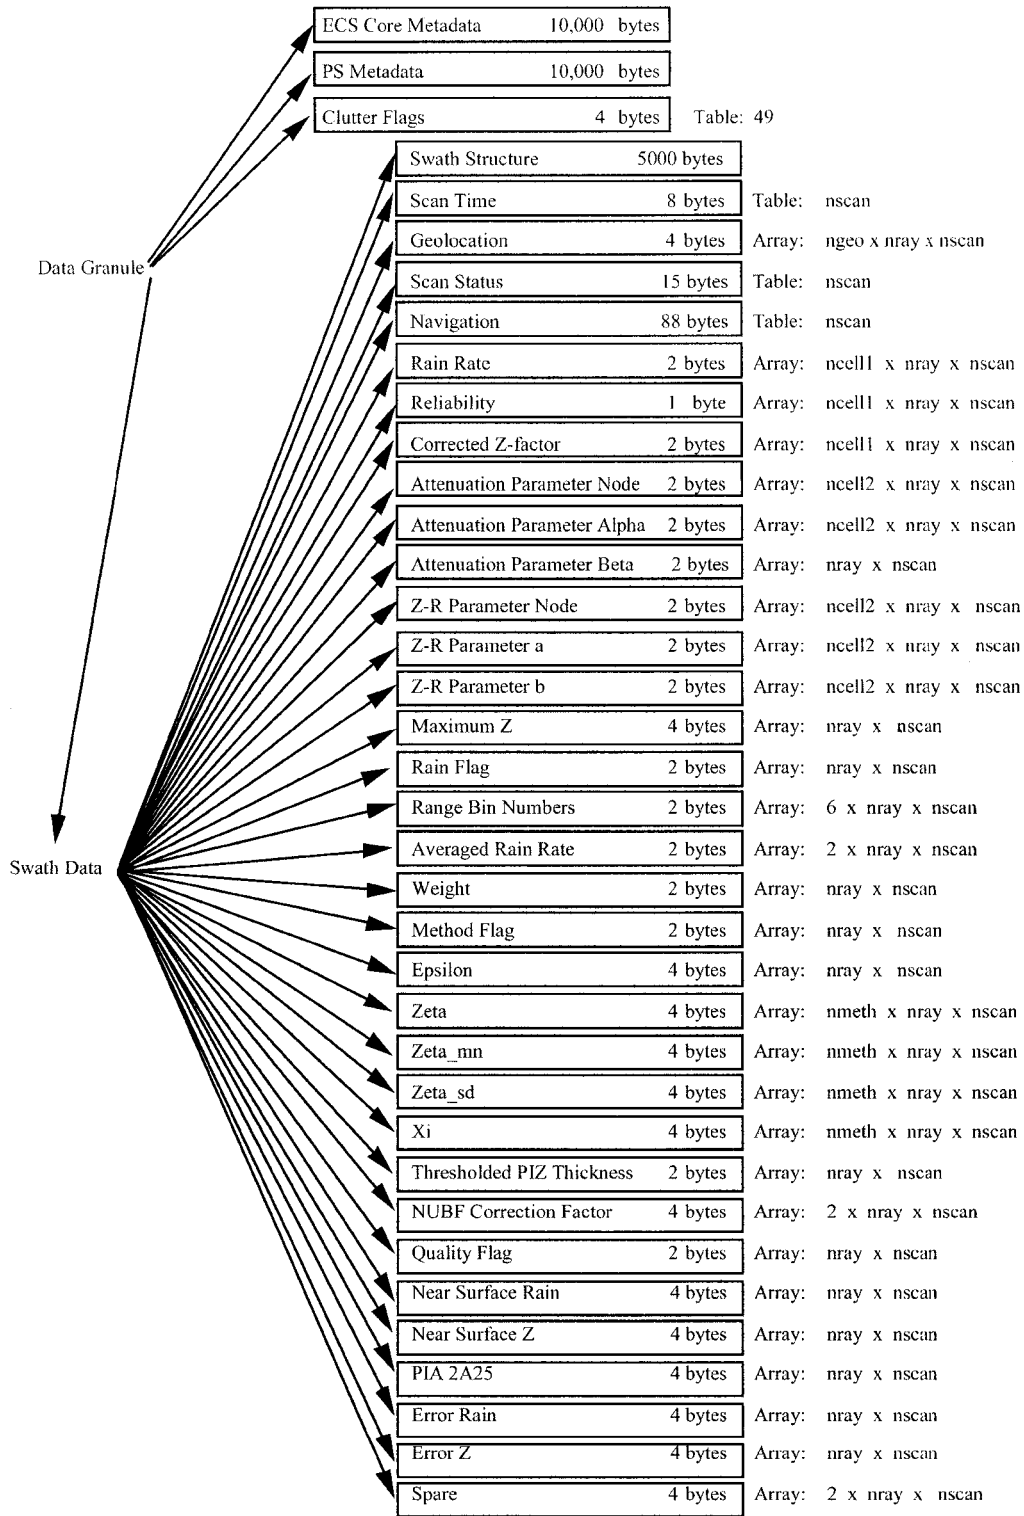 ECS Core Metadata 10,000 bytes
PS Metadata 10,000 bytes
Clutter Flags 4 bytes Table: 49
Swath Structure 5000 bytes
Scan Time 8 bytes Table: nscan
Geolocation 4 bytes Array: ngeo x nray x nscan
Data Granule
Scan Status 15 bytes Table: nscan
Navigation 88 bytes Table: nscan
Rain Rate 2 bytes Array: ncell1 x nray x nscan
Reliability 1 byte Array: ncell1 x nray x nscan
Corrected Z-factor 2 bytes Array: ncell1 x nray x nscan
Attenuation Parameter Node 2 bytes Array: ncell2 x nray x nscan
Attenuation Parameter Alpha 2 bytes Array: ncell2 x nray x nscan
Attenuation Parameter Beta 2 bytes Array: nray x nscan
Z-R Parameter Node 2 bytes Array: ncell2 x nray x nscan
Z-R Parameter a 2 bytes Array: ncell2 x nray x nscan
Z-R Parameter b 2 bytes Array: ncell2 x nray x nscan
Maximum Z 4 bytes Array: nray x nscan
Rain Flag 2 bytes Array: nray x nscan
Range Bin Numbers 2 bytes Array: 6 x nray x nscan
Averaged Rain Rate 2 bytes Array: 2 x nray x nscan
Swath Data
Weight 2 bytes Array: nray x nscan
Method Flag 2 bytes Array: nray x nscan
Epsilon 4 bytes Array: nray x nscan
Zeta 4 bytes Array: nmeth x nray x nscan
Zeta_mn 4 bytes Array: nmeth x nray x nscan
Zeta_sd 4 bytes Array: nmeth x nray x nscan
Xi 4 bytes Array: nmeth x nray x nscan
Thresholded PIZ Thickness 2 bytes Array: nray x nscan
NUBF Correction Factor 4 bytes Array: 2 x nray x nscan
Quality Flag 2 bytes Array: nray x nscan
Near Surface Rain 4 bytes Array: nray x nscan
Near Surface Z 4 bytes Array: nray x nscan
PIA 2A25 4 bytes Array: nray x nscan
Error Rain 4 bytes Array: nray x nscan
Error Z 4 bytes Array: nray x nscan
Spare 4 bytes Array: 2 x nray x nscan